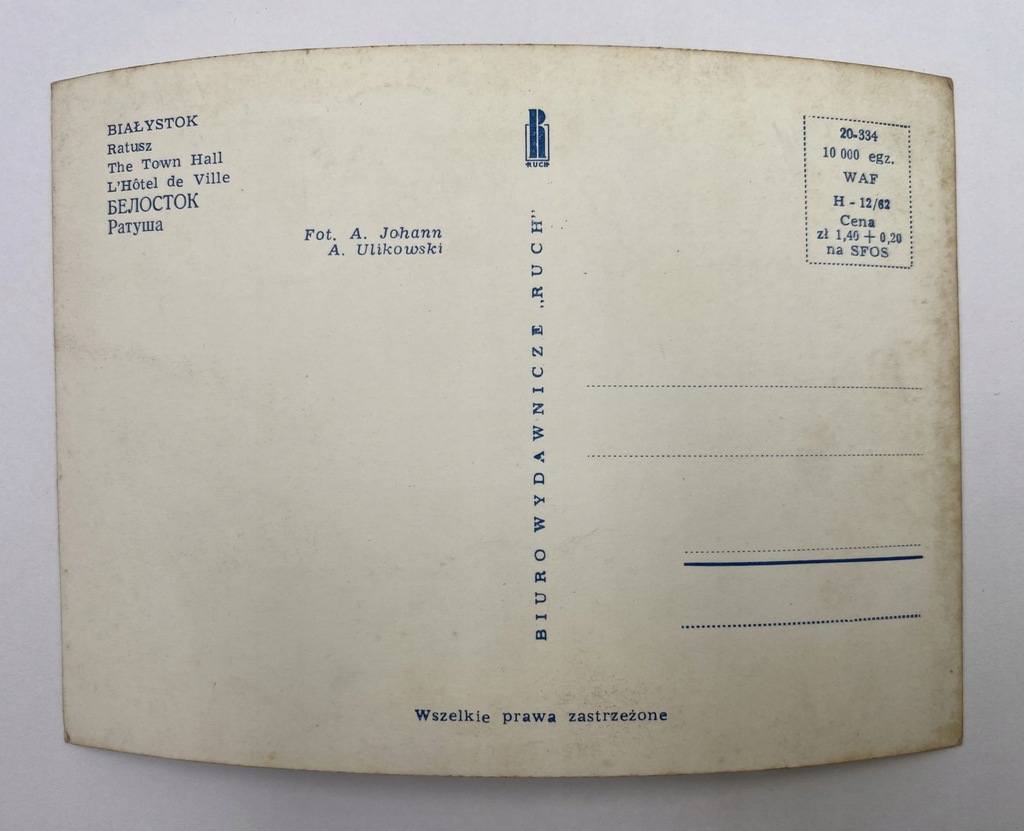 BIAŁYSTOK
Ratusz
The Town Hall
L'Hôtel de Ville
БЕЛОСТОК
Ратуша
Fot. A. Johann
A. Ulikowski
R
RUCH
BIURO WYDAWNICZE „RUCH"
20-334
10 000 egz.
WAF
H - 12/62
Cena
zł 1,40 + 0,20
na SFOS
Wszelkie prawa zastrzeżone